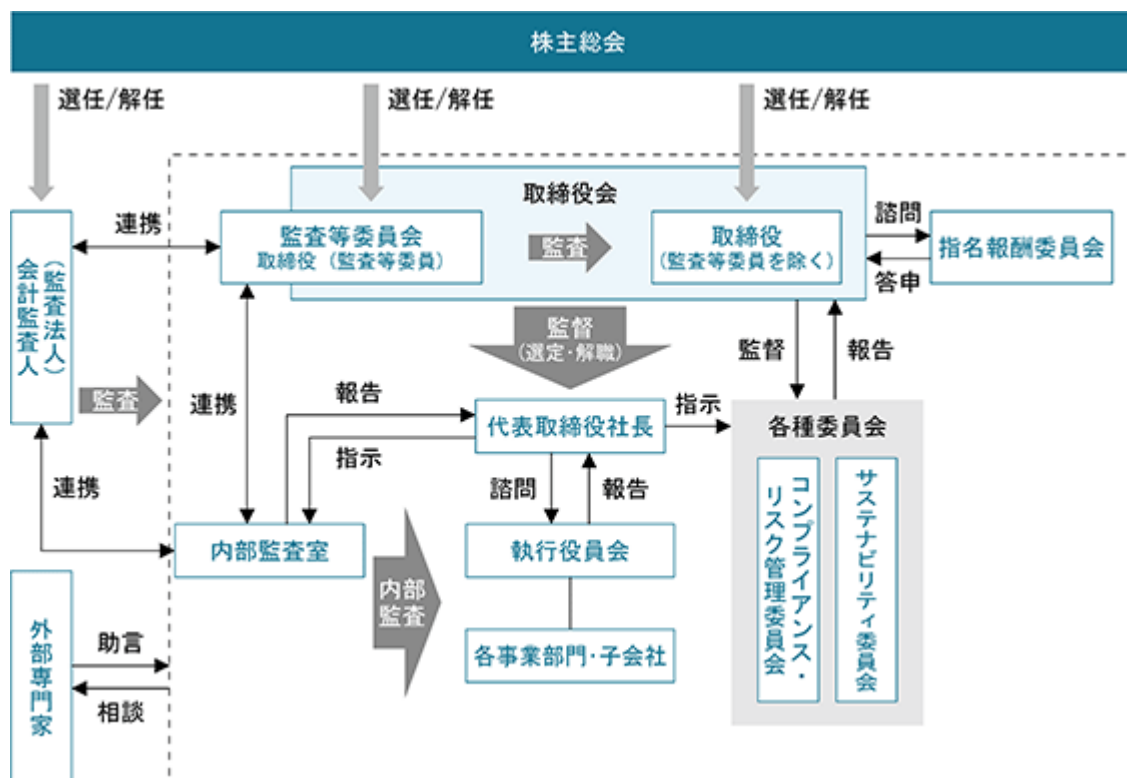 株主総会
選任/解任
選任/解任
選任/解任
取締役会
連携
監査等委員会
取締役（監査等委員）
監査
取締役
（監査等委員を除く）
諮問
答申
指名報酬委員会
会計監査人
（監査法人）
監査
監督
（選定・解職）
監督
報告
連携
報告
指示
代表取締役社長
指示
各種委員会
連携
諮問
報告
内部監査室
内部
監査
執行役員会
コンプライアンス・
リスク管理委員会
サステナビリティ委員会
各事業部門・子会社
外部専門家
助言
相談